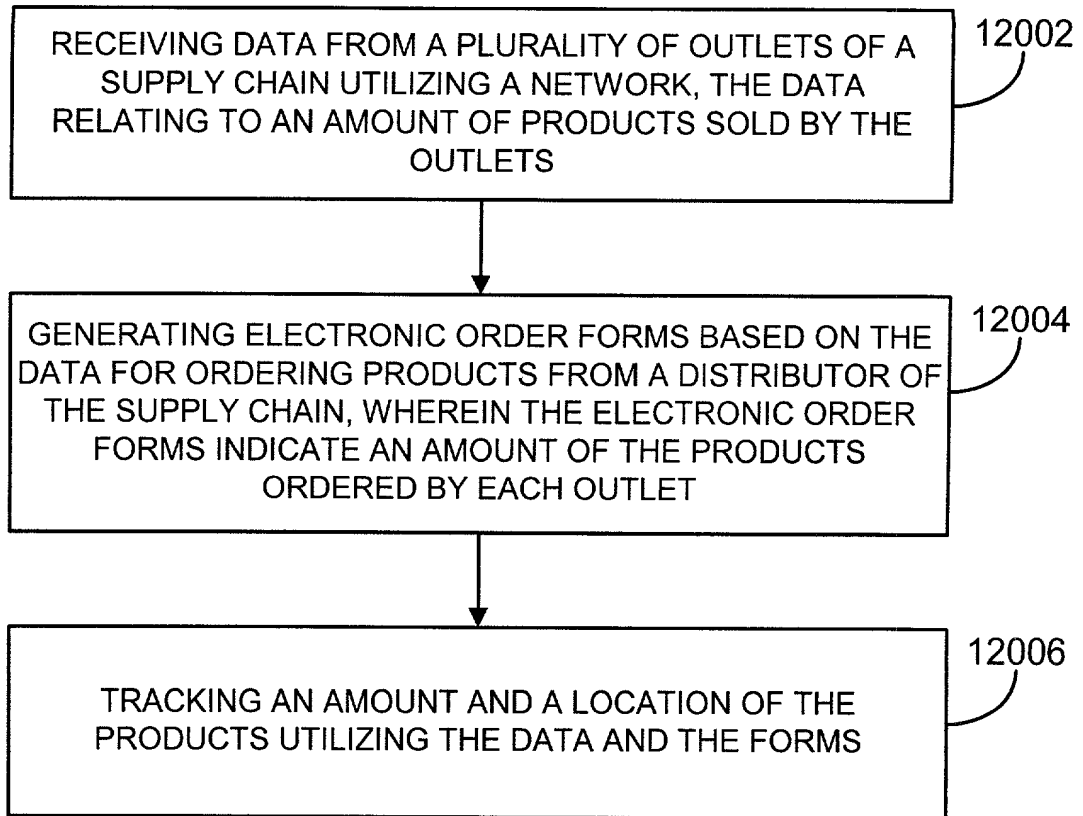 RECEIVING DATA FROM A PLURALITY OF OUTLETS OF A
SUPPLY CHAIN UTILIZING A NETWORK, THE DATA
RELATING TO AN AMOUNT OF PRODUCTS SOLD BY THE
OUTLETS
12002
GENERATING ELECTRONIC ORDER FORMS BASED ON THE
DATA FOR ORDERING PRODUCTS FROM A DISTRIBUTOR OF
THE SUPPLY CHAIN, WHEREIN THE ELECTRONIC ORDER
FORMS INDICATE AN AMOUNT OF THE PRODUCTS
ORDERED BY EACH OUTLET
12004
TRACKING AN AMOUNT AND A LOCATION OF THE
PRODUCTS UTILIZING THE DATA AND THE FORMS
12006